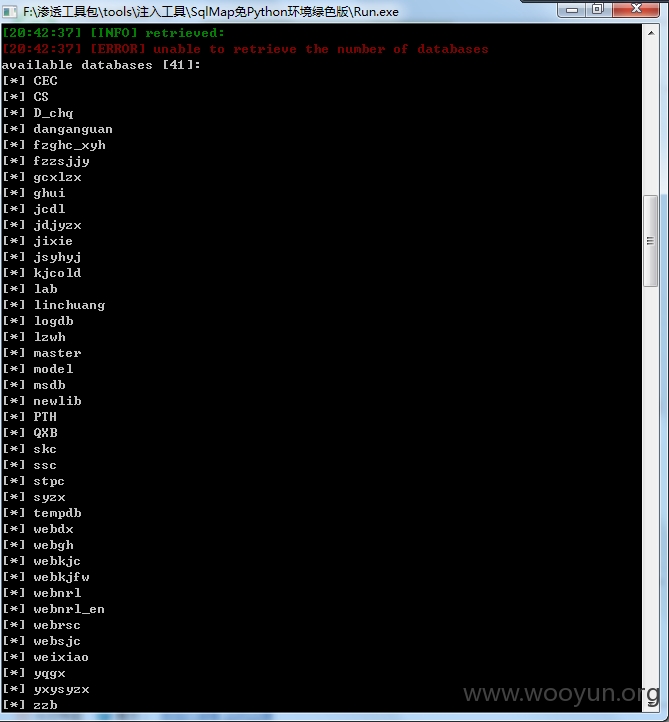 F:\渗透工具包\tools\注入工具\SqlMap免Python环境绿色版\Run.exe
[20:42:37] [INFO] retrieved:
[20:42:37] [ERROR] unable to retrieve the number of databases
available databases [41]:
[*] CEC
[*] CS
[*] D_chq
[*] danganguan
[*] fzghc_xyh
[*] fzzsjjy
[*] gcxlzx
[*] ghui
[*] jcdl
[*] jdjyzx
[*] jixie
[*] jsyhyj
[*] kjcold
[*] lab
[*] linchuang
[*] logdb
[*] lzwh
[*] master
[*] model
[*] msdb
[*] newlib
[*] PTH
[*] QXB
[*] skc
[*] ssc
[*] stpc
[*] syzx
[*] tempdb
[*] webdx
[*] webgh
[*] webkjc
[*] webkjfw
[*] webnrl
[*] webnrl_en
[*] webrsc
[*] websjc
[*] weixiao
[*] yqgx
[*] yxysyzx
[*] zzb
www.wooyun.org